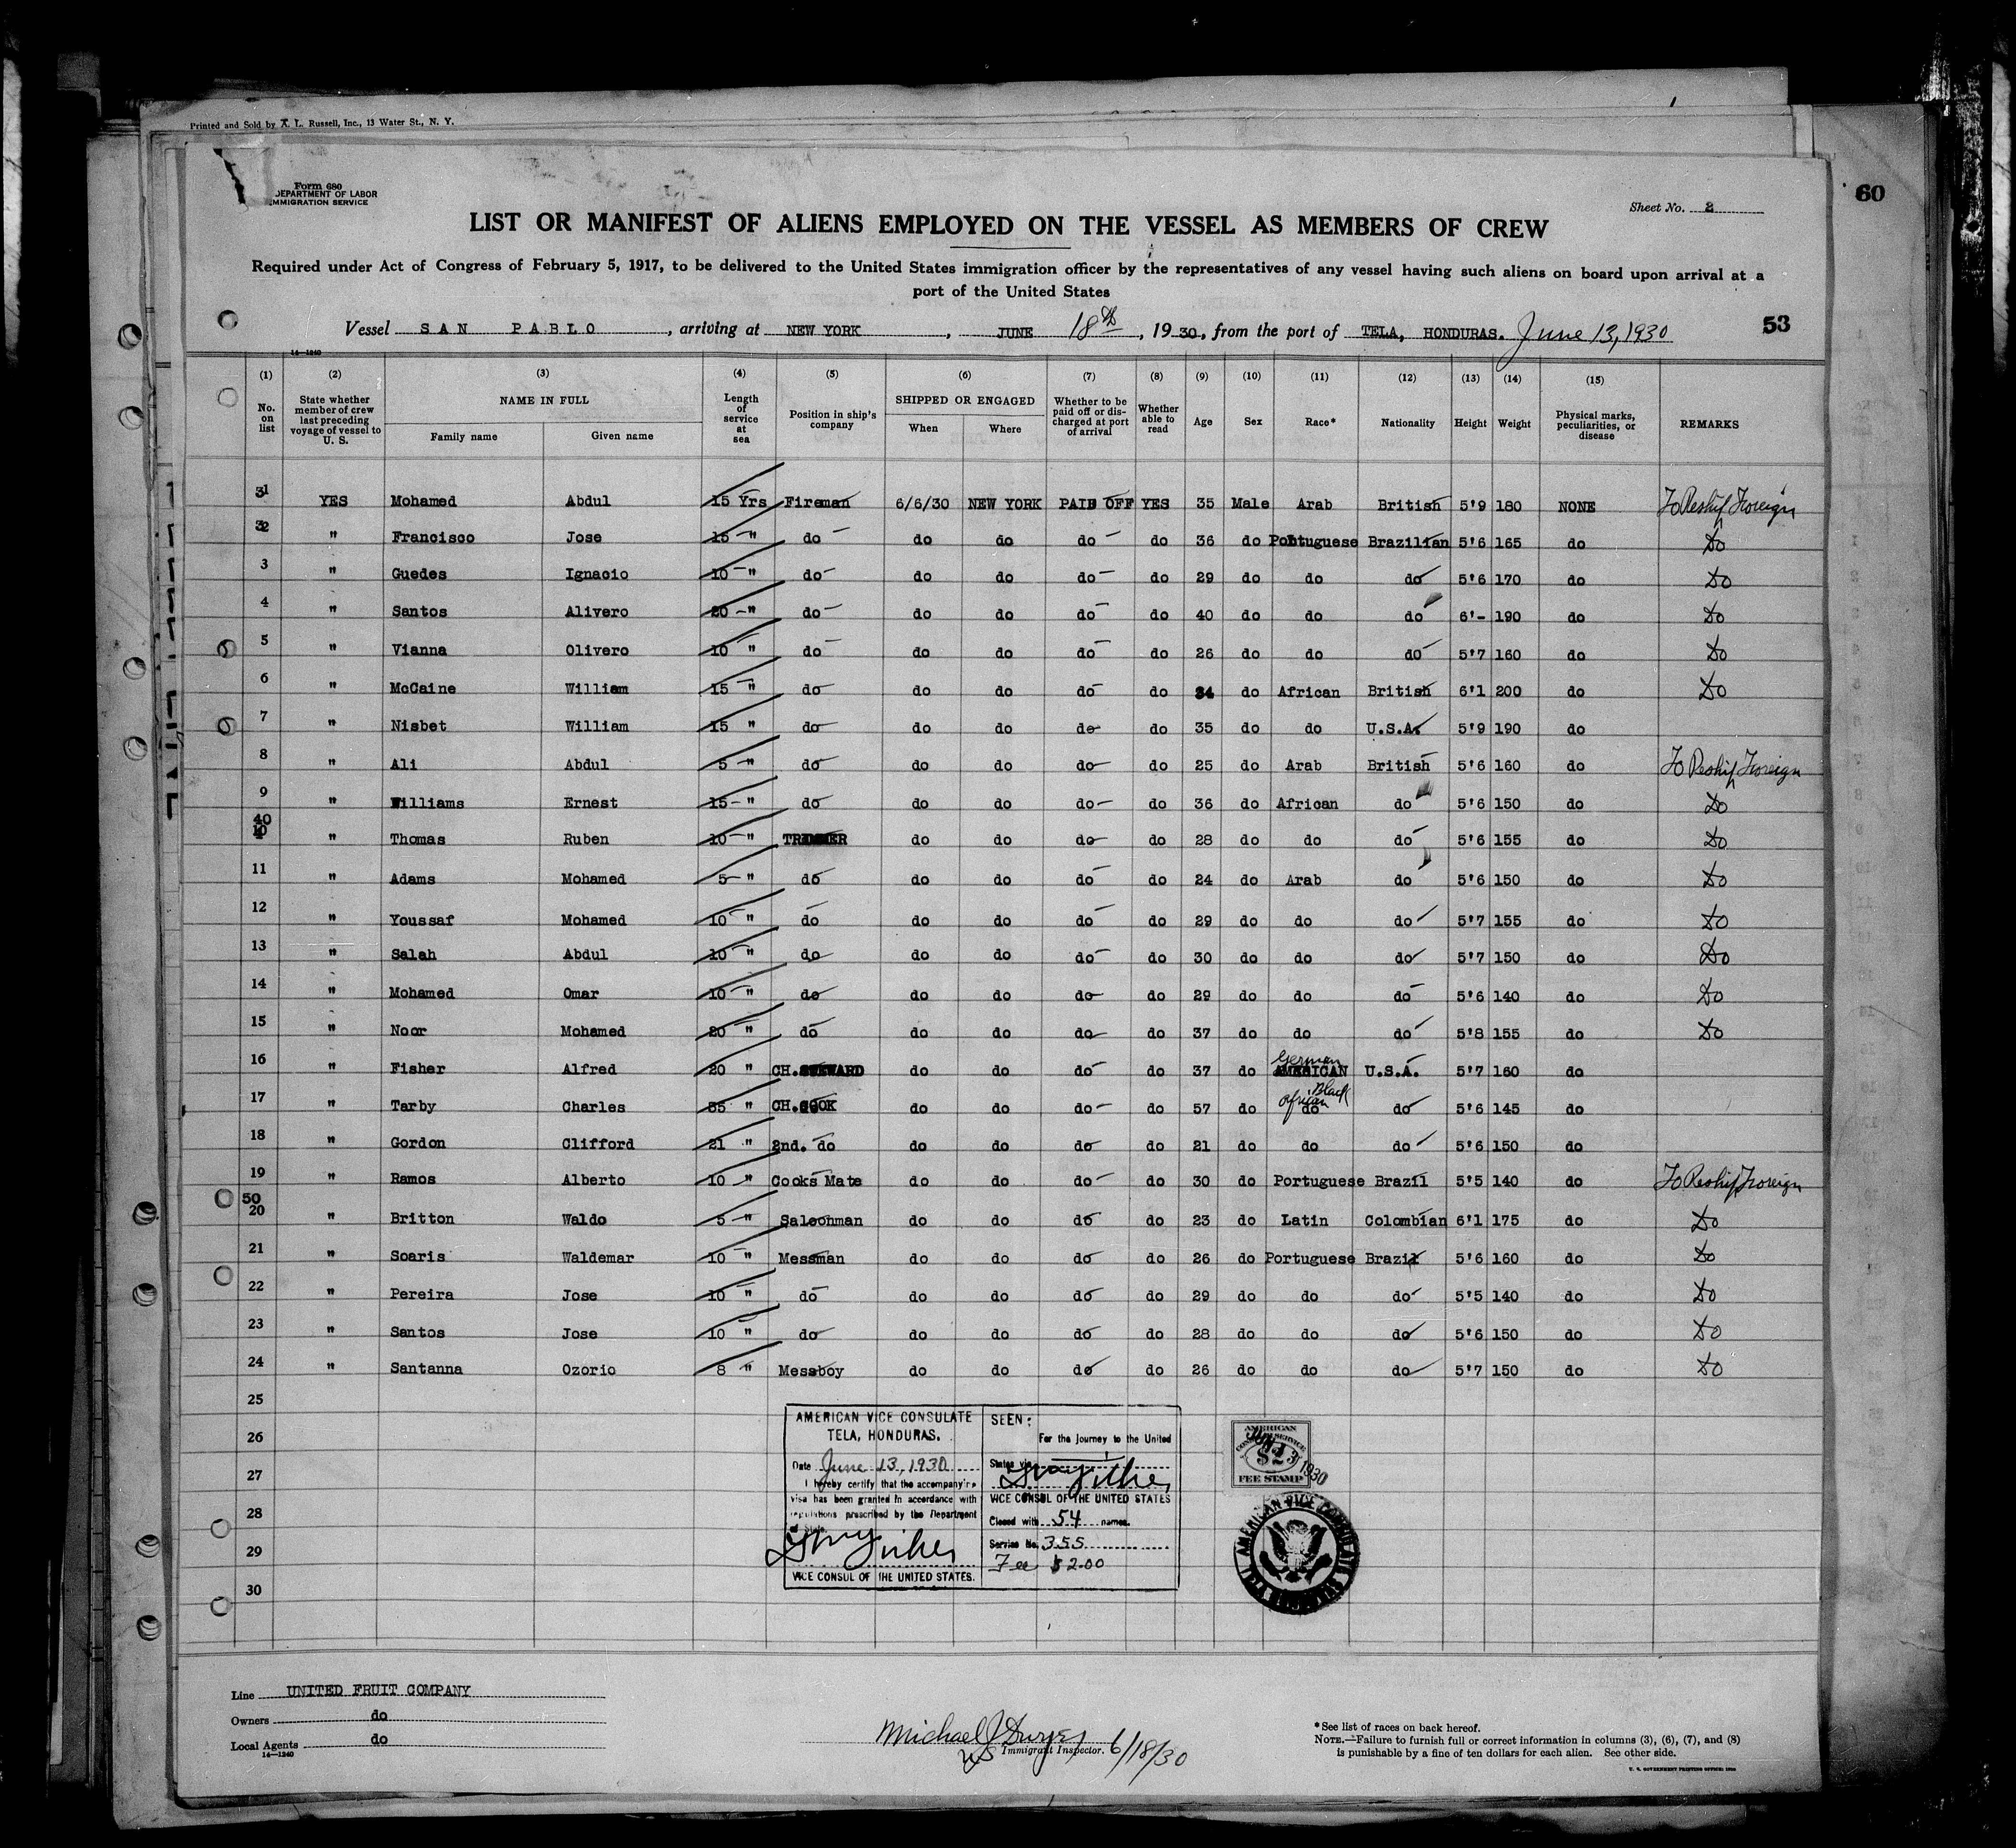 Printed and Sold by A. L. Russell, Inc., 13 Water St., N. Y.
60
Form 680
DEPARTMENT OF LABOR
IMMIGRATION SERVICE
Sheet No. 2
LIST OR MANIFEST OF ALIENS EMPLOYED ON THE VESSEL AS MEMBERS OF CREW
Required under Act of Congress of February 5, 1917, to be delivered to the United States immigration officer by the representatives of any vessel having such aliens on board upon arrival at a
port of the United States
Vessel SAN PABLO, arriving at NEW YORK, JUNE 18th, 1930, from the port of TELA, HONDURAS. June 13, 1930
53
14—1240
(1) (2) (3) (4) (5) (6) (7) (8) (9) (10) (11) (12) (13) (14) (15)
No. on list
State whether member of crew last preceding voyage of vessel to U. S.
NAME IN FULL
Family name Given name
Length of service at sea
Position in ship's company
SHIPPED OR ENGAGED
When Where
Whether to be paid off or discharged at port of arrival
Whether able to read
Age
Sex
Race*
Nationality
Height
Weight
Physical marks, peculiarities, or disease
REMARKS
31 YES Mohamed Abdul 15 Yrs Fireman 6/6/30 NEW YORK PAID OFF YES 35 Male Arab British 5'9 180 NONE To Reship Foreign
32 " Francisco Jose 15 " do do do do do 36 do Portuguese Brazilian 5'6 165 do Do
3 " Guedes Ignacio 10 " do do do do do 29 do do do 5'6 170 do Do
4 " Santos Alivero 20 " do do do do do 40 do do do 6'- 190 do Do
5 " Vianna Olivero 10 " do do do do do 26 do do do 5'7 160 do Do
6 " McCaine William 15 " do do do do do 34 do African British 6'1 200 do Do
7 " Nisbet William 15 " do do do do do 35 do do U.S.A. 5'9 190 do
8 " Ali Abdul 5 " do do do do do 25 do Arab British 5'6 160 do To Reship Foreign
9 " Williams Ernest 15 " do do do do do 36 do African do 5'6 150 do Do
40
10 " Thomas Ruben 10 " TRIMMER do do do do 28 do do do 5'6 155 do Do
11 " Adams Mohamed 5 " do do do do do 24 do Arab do 5'6 150 do Do
12 " Youssaf Mohamed 10 " do do do do do 29 do do do 5'7 155 do Do
13 " Salah Abdul 10 " do do do do do 30 do do do 5'7 150 do Do
14 " Mohamed Omar 10 " do do do do do 29 do do do 5'6 140 do Do
15 " Noor Mohamed 20 " do do do do do 37 do do do 5'8 155 do Do
16 " Fisher Alfred 20 " CH.STEWARD do do do do 37 do German AMERICAN U.S.A. 5'7 160 do
17 " Tarby Charles 35 " CH.COOK do do do do 57 do African Black do do 5'6 145 do
18 " Gordon Clifford 21 " 2nd. do do do do do 21 do do do 5'6 150 do
19 " Ramos Alberto 10 " Cooks Mate do do do do 30 do Portuguese Brazil 5'5 140 do To Reship Foreign
50
20 " Britton Waldo 5 " Saloonman do do do do 23 do Latin Colombian 6'1 175 do Do
21 " Soaris Waldemar 10 " Messman do do do do 26 do Portuguese Brazil 5'6 160 do Do
22 " Pereira Jose 10 " do do do do do 29 do do do 5'5 140 do Do
23 " Santos Jose 10 " do do do do do 28 do do do 5'6 150 do Do
24 " Santanna Ozorio 8 " Messboy do do do do 26 do do do 5'7 150 do Do
25
26
27
28
29
30
AMERICAN VICE CONSULATE
TELA, HONDURAS.
Date June 13, 1930
I hereby certify that the accompanying
visa has been granted in accordance with
regulations prescribed by the Department
of State.
VICE CONSUL OF THE UNITED STATES.
SEEN:
For the journey to the United
States via
VICE CONSUL OF THE UNITED STATES
Closed with 54 names.
Service No. 355
Fee $2.00
AMERICAN
CONSULAR SERVICE
$2
FEE STAMP
1930
AMERICAN VICE CONSULATE
TELA HONDURAS
Line UNITED FRUIT COMPANY
Owners do
Local Agents do
14—1240
Michael J
US Immigrant Inspector. 6/18/30
*See list of races on back hereof.
NOTE.—Failure to furnish full or correct information in columns (3), (6), (7), and (8)
is punishable by a fine of ten dollars for each alien. See other side.
U. S. GOVERNMENT PRINTING OFFICE: